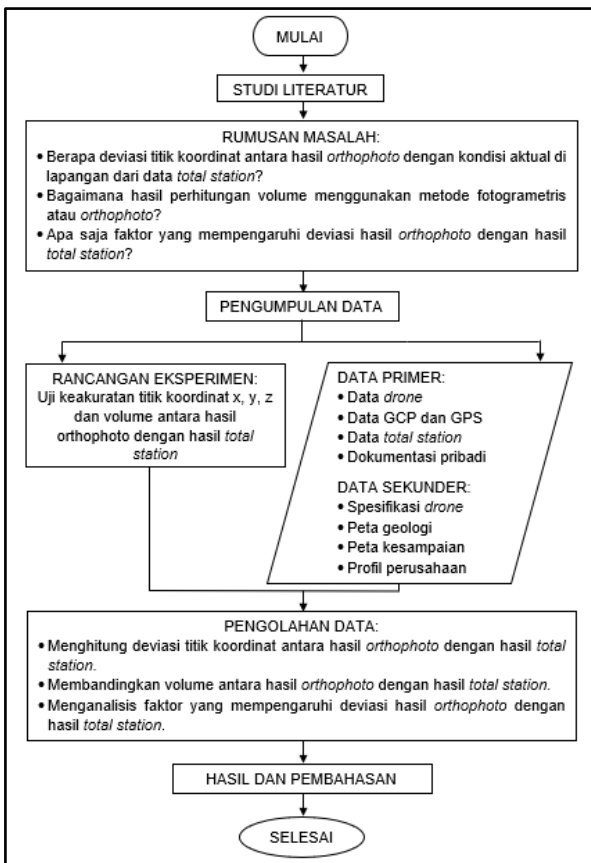 MULAI
STUDI LITERATUR
RUMUSAN MASALAH:
• Berapa deviasi titik koordinat antara hasil orthophoto dengan kondisi aktual di
lapangan dari data total station?
• Bagaimana hasil perhitungan volume menggunakan metode fotogrametris
atau orthophoto?
• Apa saja faktor yang mempengaruhi deviasi hasil orthophoto dengan hasil
total station?
PENGUMPULAN DATA
RANCANGAN EKSPERIMEN:
Uji keakuratan titik koordinat x, y, z
dan volume antara hasil
orthophoto dengan hasil total
station
DATA PRIMER:
• Data drone
• Data GCP dan GPS
• Data total station
• Dokumentasi pribadi
DATA SEKUNDER:
• Spesifikasi drone
• Peta geologi
• Peta kesampaian
• Profil perusahaan
PENGOLAHAN DATA:
• Menghitung deviasi titik koordinat antara hasil orthophoto dengan hasil total
station.
• Membandingkan volume antara hasil orthophoto dengan hasil total station.
• Menganalisis faktor yang mempengaruhi deviasi hasil orthophoto dengan
hasil total station.
HASIL DAN PEMBAHASAN
SELESAI